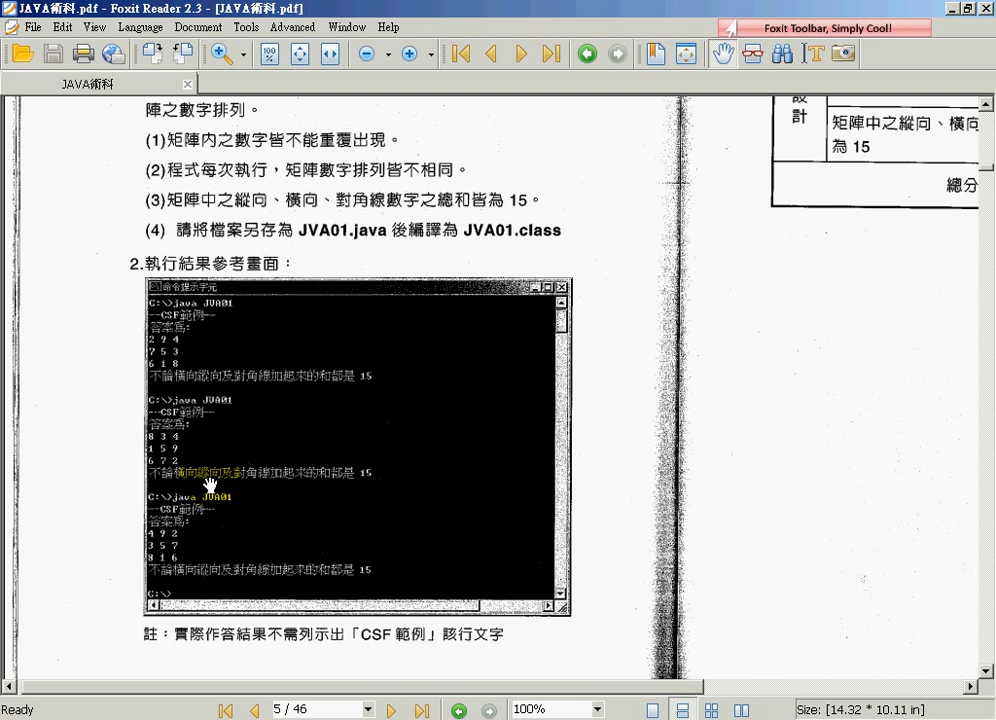 JAVA術科.pdf - Foxit Reader 2.3 - [JAVA術科.pdf]
File Edit View Language Document Tools Advanced Window Help
Foxit Toolbar, Simply Cool!
JAVA術科
陣之數字排列。
(1)矩陣內之數字皆不能重覆出現。
(2)程式每次執行，矩陣數字排列皆不相同。
(3)矩陣中之縱向、橫向、對角線數字之總和皆為 15。
(4) 請將檔案另存為 JVA01.java 後編譯為 JVA01.class
2.執行結果參考畫面：
命令提示字元
C:\>java JVA01
--CSF範例--
答案為:
2 9 4
7 5 3
6 1 8
不論橫向縱向及對角線加起來的和都是 15
C:\>java JVA01
--CSF範例--
答案為:
8 3 4
1 5 9
6 7 2
不論橫向縱向及對角線加起來的和都是 15
C:\>java JVA01
--CSF範例--
答案為:
4 9 2
3 5 7
8 1 6
不論橫向縱向及對角線加起來的和都是 15
C:\>
註：實際作答結果不需列示出「CSF 範例」該行文字
設
計
矩陣中之縱向、橫向
為 15
總分
Ready
5 / 46
100%
Size: [14.32 * 10.11 in]